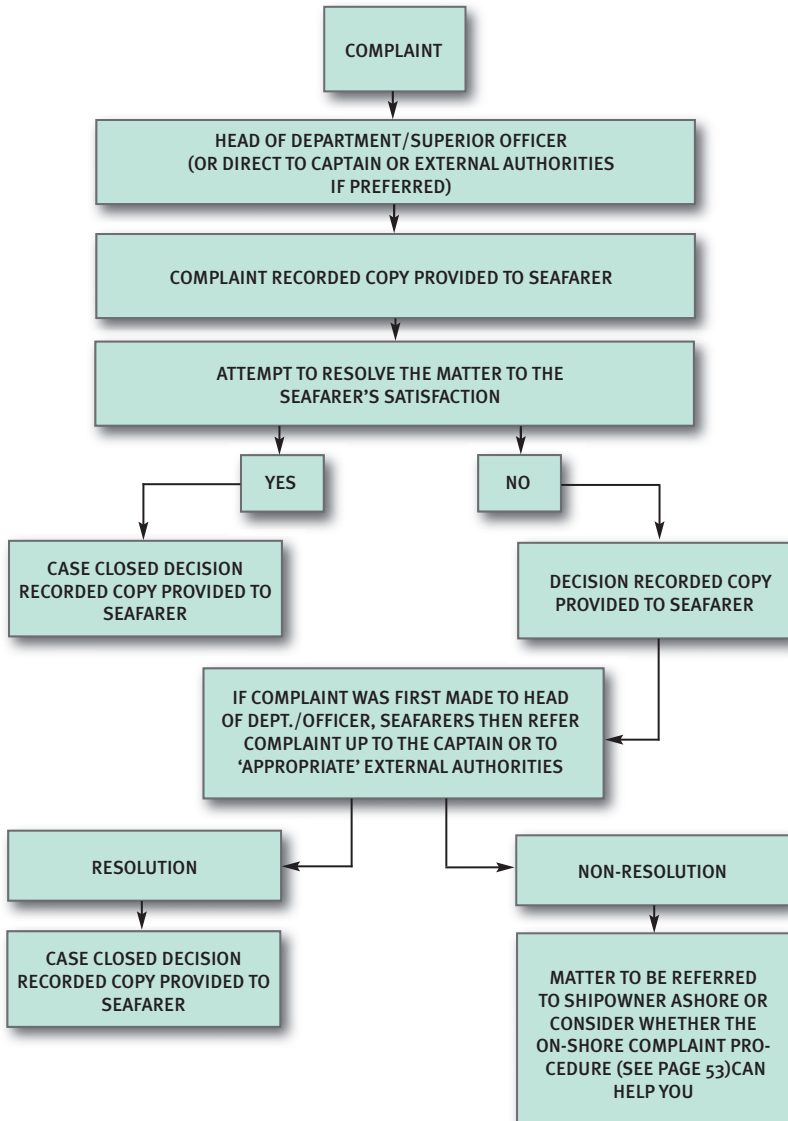 COMPLAINT
HEAD OF DEPARTMENT/SUPERIOR OFFICER
(OR DIRECT TO CAPTAIN OR EXTERNAL AUTHORITIES
IF PREFERRED)
COMPLAINT RECORDED COPY PROVIDED TO SEAFARER
ATTEMPT TO RESOLVE THE MATTER TO THE
SEAFARER’S SATISFACTION
YES
NO
CASE CLOSED DECISION
RECORDED COPY PROVIDED TO
SEAFARER
DECISION RECORDED COPY
PROVIDED TO SEAFARER
IF COMPLAINT WAS FIRST MADE TO HEAD
OF DEPT./OFFICER, SEAFARERS THEN REFER
COMPLAINT UP TO THE CAPTAIN OR TO
‘APPROPRIATE’ EXTERNAL AUTHORITIES
RESOLUTION
NON-RESOLUTION
CASE CLOSED DECISION
RECORDED COPY PROVIDED TO
SEAFARER
MATTER TO BE REFERRED
TO SHIPOWNER ASHORE OR
CONSIDER WHETHER THE
ON-SHORE COMPLAINT PRO-
CEDURE (SEE PAGE 53)CAN
HELP YOU